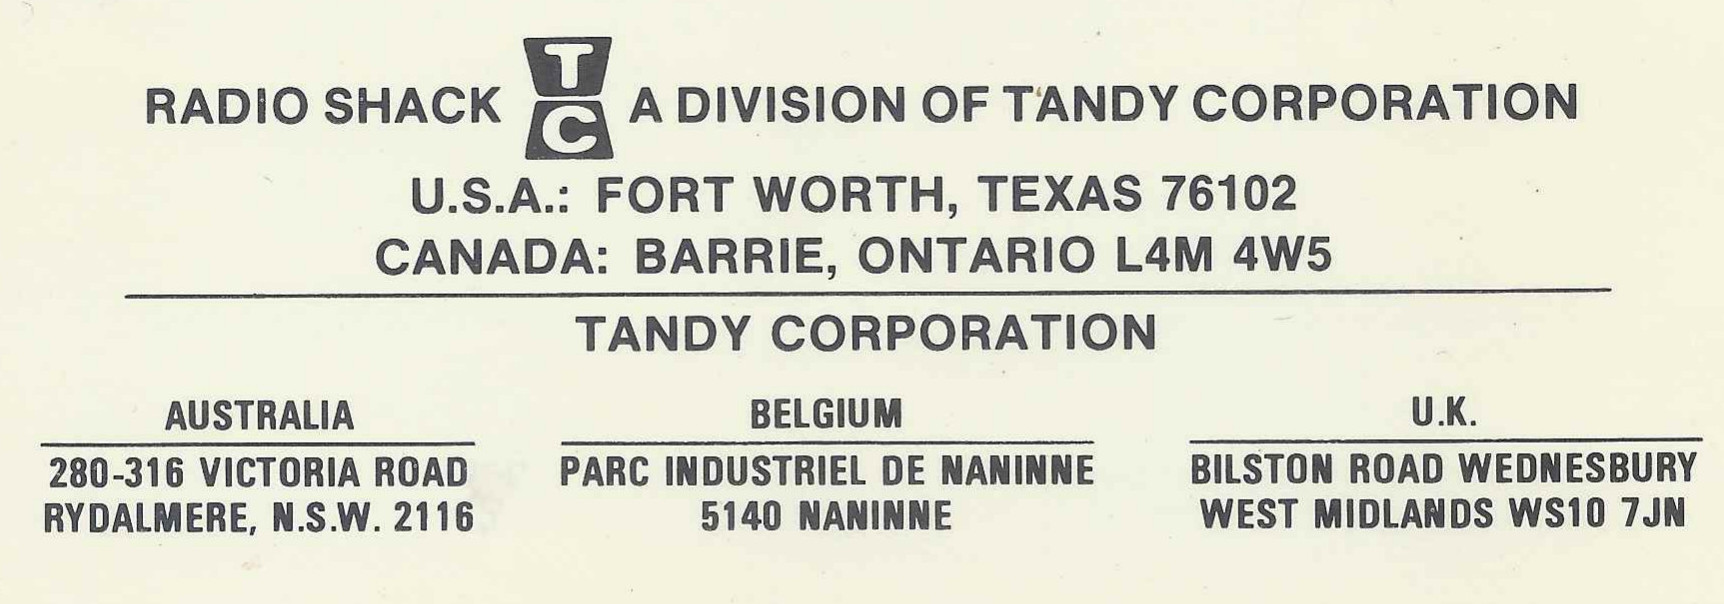 RADIO SHACK TC A DIVISION OF TANDY CORPORATION
U.S.A.: FORT WORTH, TEXAS 76102
CANADA: BARRIE, ONTARIO L4M 4W5
TANDY CORPORATION
AUSTRALIA
280-316 VICTORIA ROAD
RYDALMERE, N.S.W. 2116
BELGIUM
PARC INDUSTRIEL DE NANINNE
5140 NANINNE
U.K.
BILSTON ROAD WEDNESBURY
WEST MIDLANDS WS10 7JN